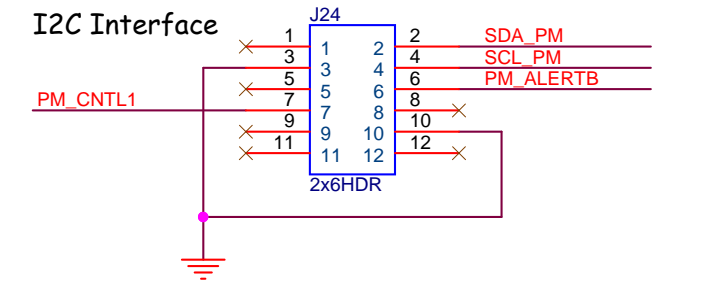 I2C Interface
J24
1 1 2 2 SDA_PM
3 3 4 4 SCL_PM
5 5 6 6 PM_ALERTB
PM_CNTL1 7 7 8 8
9 9 10 10
11 11 12 12
2x6HDR